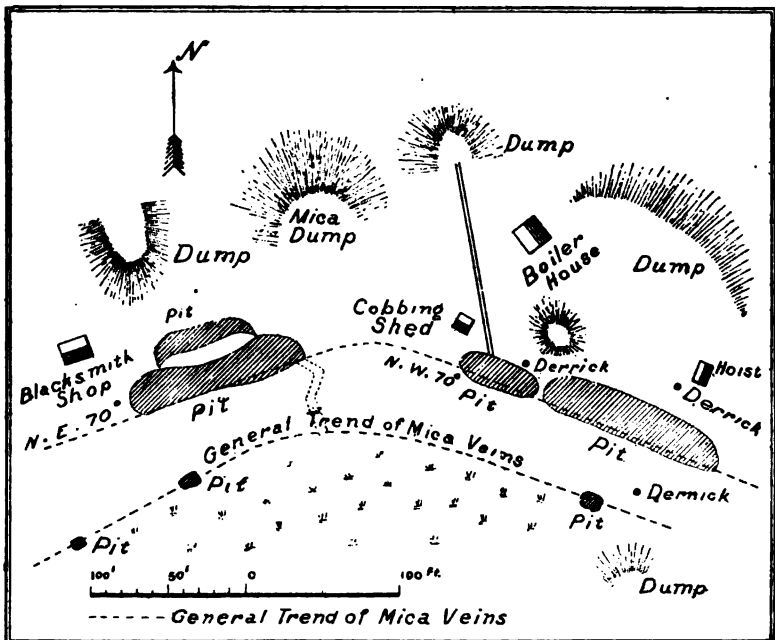 N
Dump
Mica
Dump
Dump
Dump
Boiler
House
Pit
Cobbing
Shed
Blacksmith
Shop
N. W. 70°
Pit
Derrick
Hoist
Derrick
N. E. 70°
Pit
General Trend of Mica Veins
Pit
Pit
Derrick
Pit
Pit
Dump
100' 50' 0 100 Ft.
------ General Trend of Mica Veins